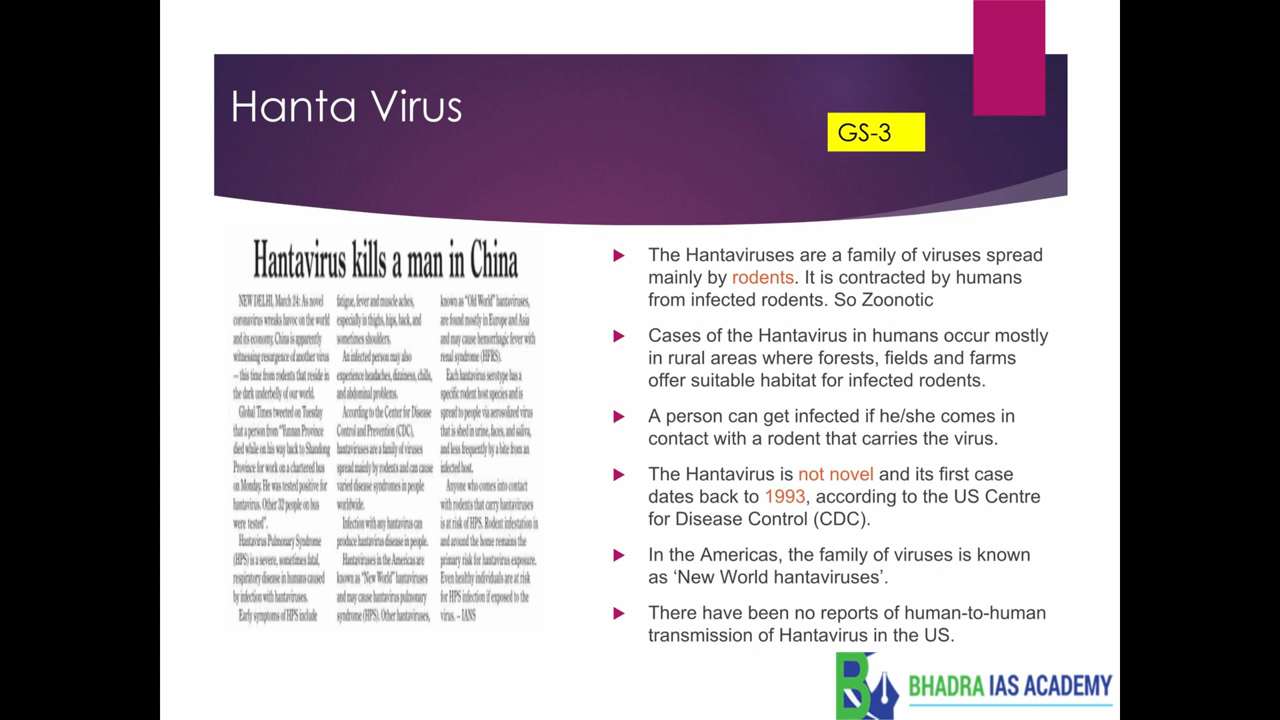 Hanta Virus
GS-3
Hantavirus kills a man in China
NEW DELHI, March 24: As novel
coronavirus wreaks havoc on the world
and its economy, China is apparently
witnessing resurgence of another virus
— this time from rodents that reside in
the dark underbelly of our world.
Global Times tweeted on Tuesday
that a person from "Yunnan Province
died while on his way back to Shandong
Province for work on a chartered bus
on Monday. He was tested positive for
hantavirus. Other 32 people on bus
were tested".
Hantavirus Pulmonary Syndrome
(HPS) is a severe, sometimes fatal,
respiratory disease in humans caused
by infection with hantaviruses.
Early symptoms of HPS include
fatigue, fever and muscle aches,
especially in thighs, hips, back, and
sometimes shoulders.
An infected person may also
experience headaches, dizziness, chills,
and abdominal problems.
According to the Center for Disease
Control and Prevention (CDC),
hantaviruses are a family of viruses
spread mainly by rodents and can cause
varied disease syndromes in people
worldwide.
Infection with any hantavirus can
produce hantavirus disease in people.
Hantaviruses in the Americas are
known as "New World" hantaviruses
and may cause hantavirus pulmonary
syndrome (HPS). Other hantaviruses,
known as "Old World" hantaviruses,
are found mostly in Europe and Asia
and may cause hemorrhagic fever with
renal syndrome (HFRS).
Each hantavirus serotype has a
specific rodent host species and is
spread to people via aerosolized virus
that is shed in urine, feces, and saliva,
and less frequently by a bite from an
infected host.
Anyone who comes into contact
with rodents that carry hantaviruses
is at risk of HPS. Rodent infestation in
and around the home remains the
primary risk for hantavirus exposure.
Even healthy individuals are at risk
for HPS infection if exposed to the
virus. – IANS
The Hantaviruses are a family of viruses spread
mainly by rodents. It is contracted by humans
from infected rodents. So Zoonotic
Cases of the Hantavirus in humans occur mostly
in rural areas where forests, fields and farms
offer suitable habitat for infected rodents.
A person can get infected if he/she comes in
contact with a rodent that carries the virus.
The Hantavirus is not novel and its first case
dates back to 1993, according to the US Centre
for Disease Control (CDC).
In the Americas, the family of viruses is known
as ‘New World hantaviruses’.
There have been no reports of human-to-human
transmission of Hantavirus in the US.
BHADRA IAS ACADEMY